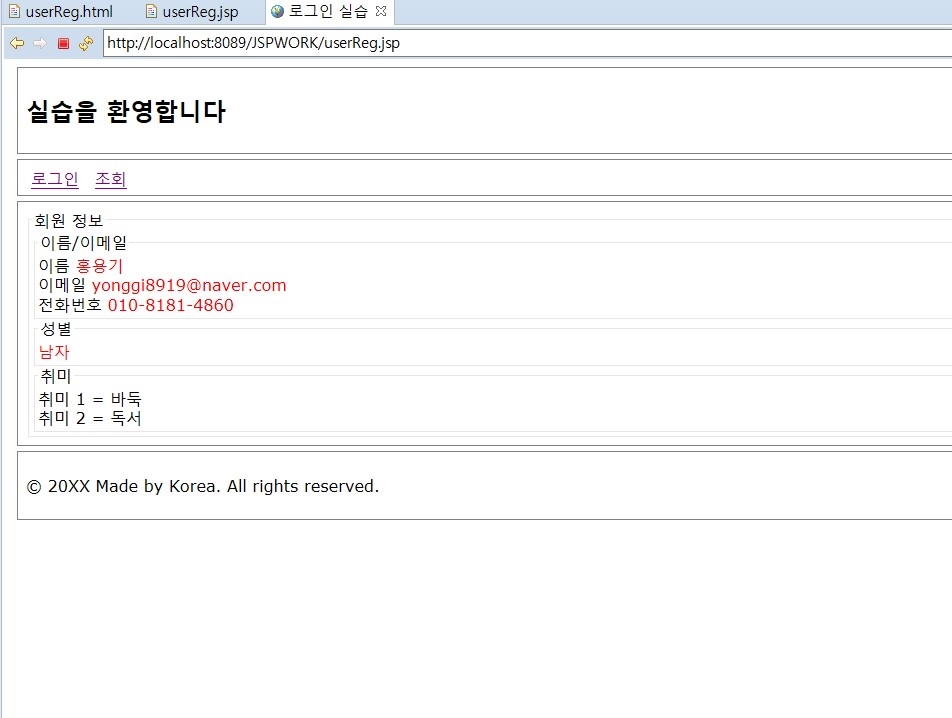 userReg.html userReg.jsp 로그인 실습
http://localhost:8089/JSPWORK/userReg.jsp
실습을 환영합니다
로그인 조회
회원 정보
이름/이메일
이름 홍용기
이메일 yonggi8919@naver.com
전화번호 010-8181-4860
성별
남자
취미
취미 1 = 바둑
취미 2 = 독서
© 20XX Made by Korea. All rights reserved.